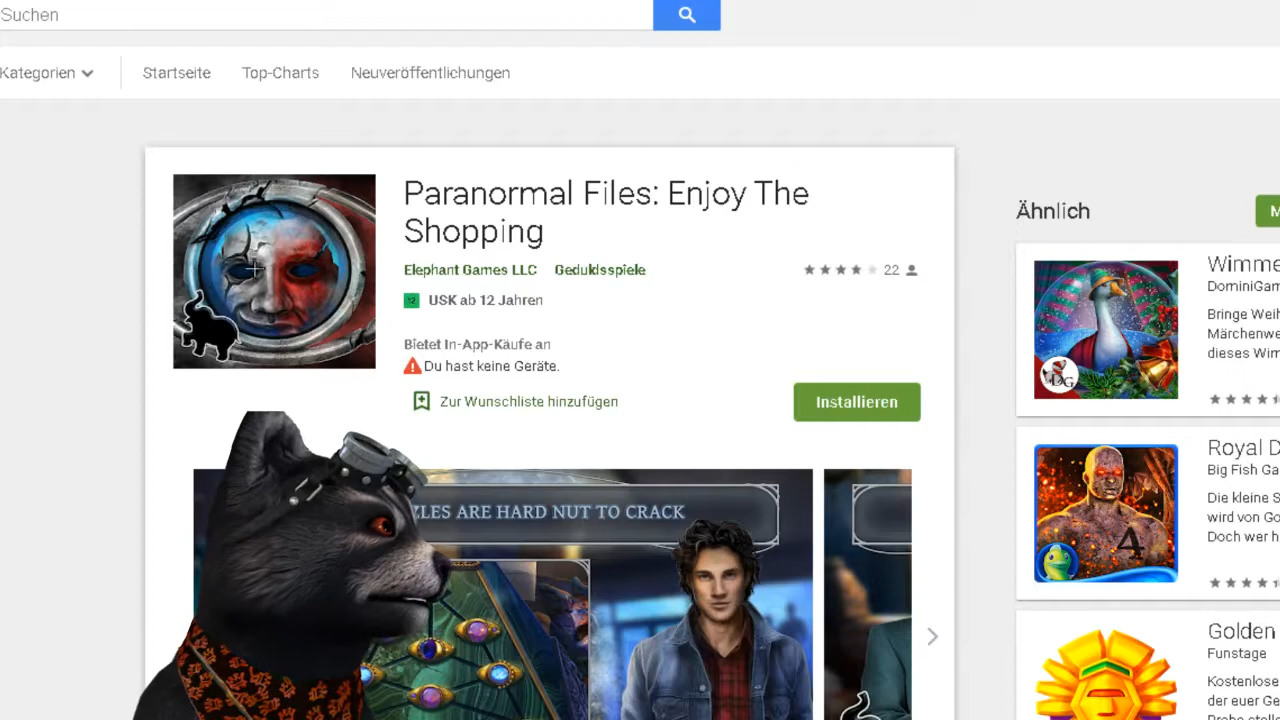 Suchen
Kategorien
Startseite
Top-Charts
Neuveröffentlichungen
Paranormal Files: Enjoy The
Shopping
Elephant Games LLC Geduldsspiele
22
12 USK ab 12 Jahren
Bietet In-App-Käufe an
Du hast keine Geräte.
Zur Wunschliste hinzufügen
Installieren
ARE HARD NUT TO CRACK
Ähnlich
M
Wimme
DominiGam
Bringe Weih
Märchenwe
dieses Wim
DG
Royal D
Big Fish Ga
Die kleine S
wird von Go
Doch wer h
4
Golden
Funstage
Kostenlose
der euer Ge